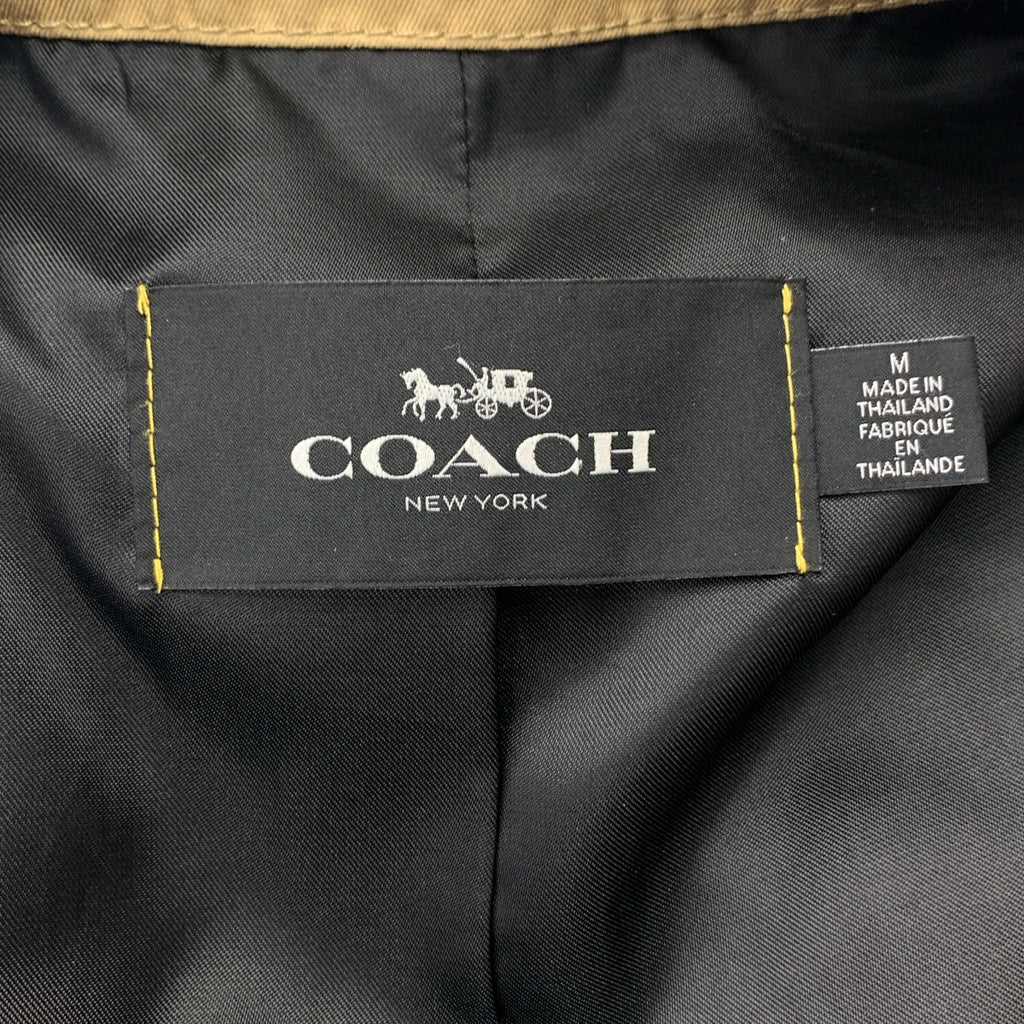 COACH
NEW YORK
M
MADE IN
THAILAND
FABRIQUÉ
EN
THAÏLANDE